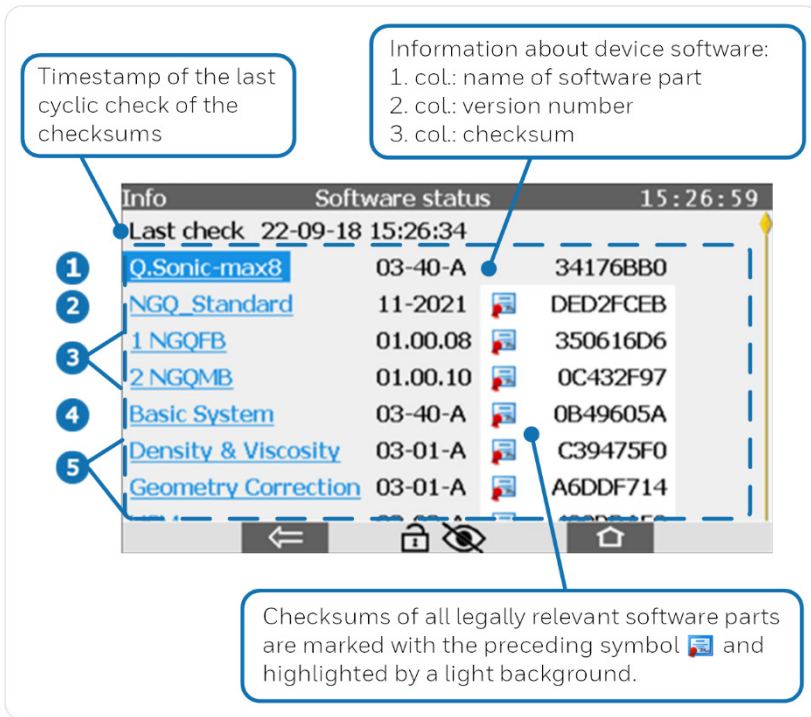 Timestamp of the last
cyclic check of the
checksums
Information about device software:
1. col.: name of software part
2. col.: version number
3. col.: checksum
Info Software status 15:26:59
Last check 22-09-18 15:26:34
1 Q.Sonic-max8 03-40-A 34176BB0
2 NGQ_Standard 11-2021 DED2FCEB
3 1 NGQFB 01.00.08 350616D6
2 NGQMB 01.00.10 0C432F97
4 Basic System 03-40-A 0B49605A
5 Density & Viscosity 03-01-A C39475F0
Geometry Correction 03-01-A A6DDF714
Checksums of all legally relevant software parts
are marked with the preceding symbol and
highlighted by a light background.